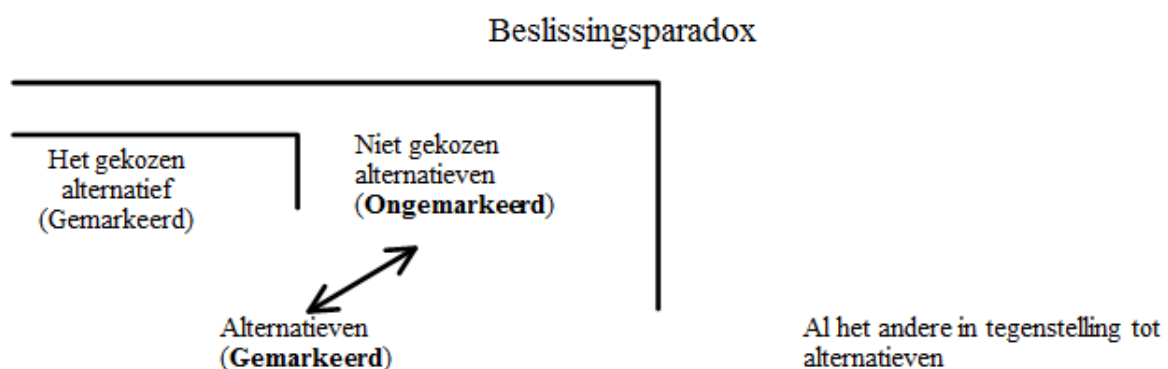 Beslissingsparadox
Het gekozen
alternatief
(Gemarkeerd)
Niet gekozen
alternatieven
(Ongemarkeerd)
Alternatieven
(Gemarkeerd)
Al het andere in tegenstelling tot
alternatieven